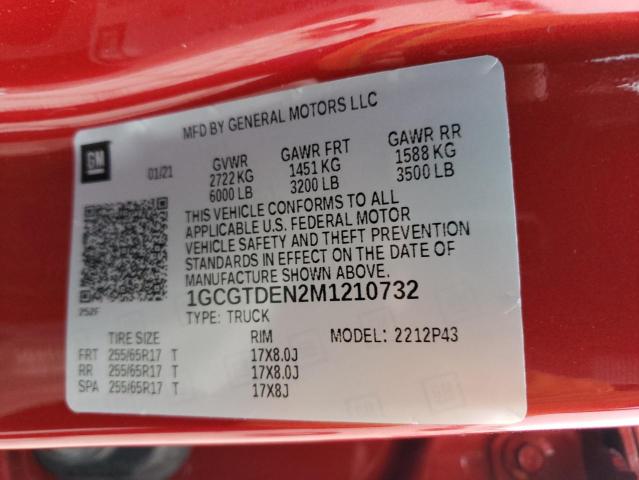 MFD BY GENERAL MOTORS LLC
GM
01/21
GVWR
2722 KG
6000 LB
GAWR FRT
1451 KG
3200 LB
GAWR RR
1588 KG
3500 LB
THIS VEHICLE CONFORMS TO ALL
APPLICABLE U.S. FEDERAL MOTOR
VEHICLE SAFETY AND THEFT PREVENTION
STANDARDS IN EFFECT ON THE DATE OF
MANUFACTURE SHOWN ABOVE.
1GCGTDEN2M1210732
252F
TYPE: TRUCK
TIRE SIZE RIM MODEL: 2212P43
FRT 255/65R17 T 17X8.0J
RR 255/65R17 T 17X8.0J
SPA 255/65R17 T 17X8J